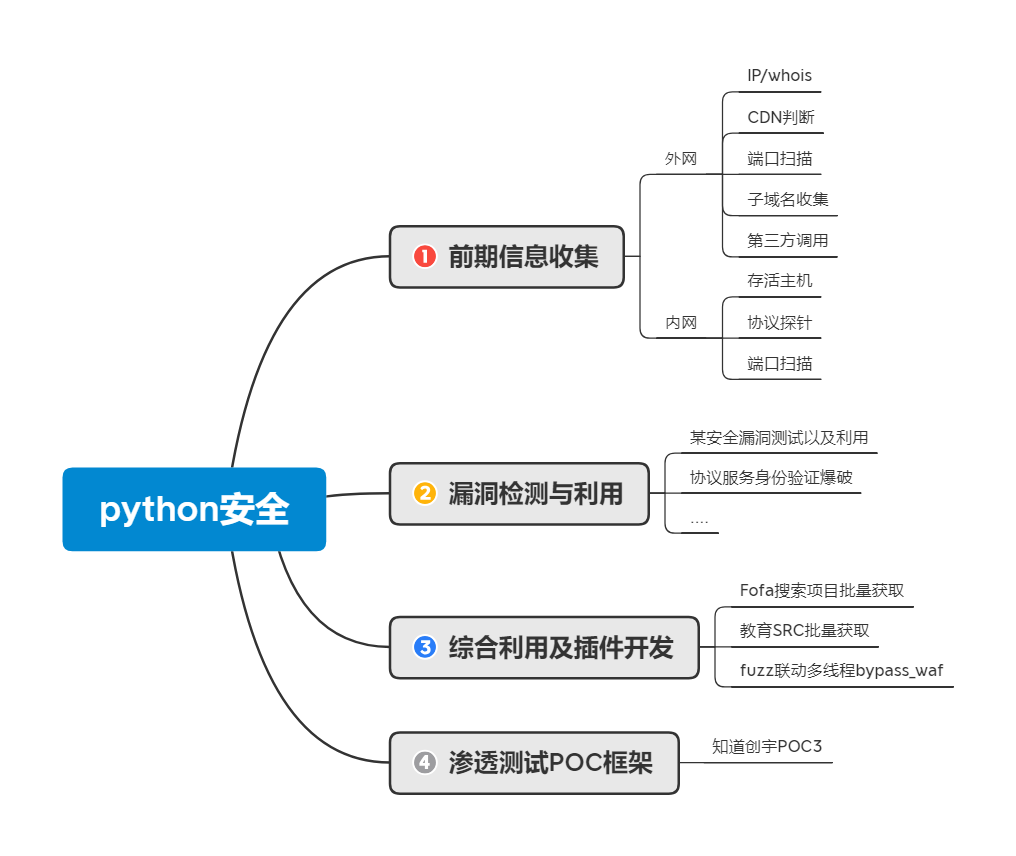 python安全
1 前期信息收集
外网
IP/whois
CDN判断
端口扫描
子域名收集
第三方调用
内网
存活主机
协议探针
端口扫描
2 漏洞检测与利用
某安全漏洞测试以及利用
协议服务身份验证爆破
....
3 综合利用及插件开发
Fofa搜索项目批量获取
教育SRC批量获取
fuzz联动多线程bypass_waf
4 渗透测试POC框架
知道创宇POC3